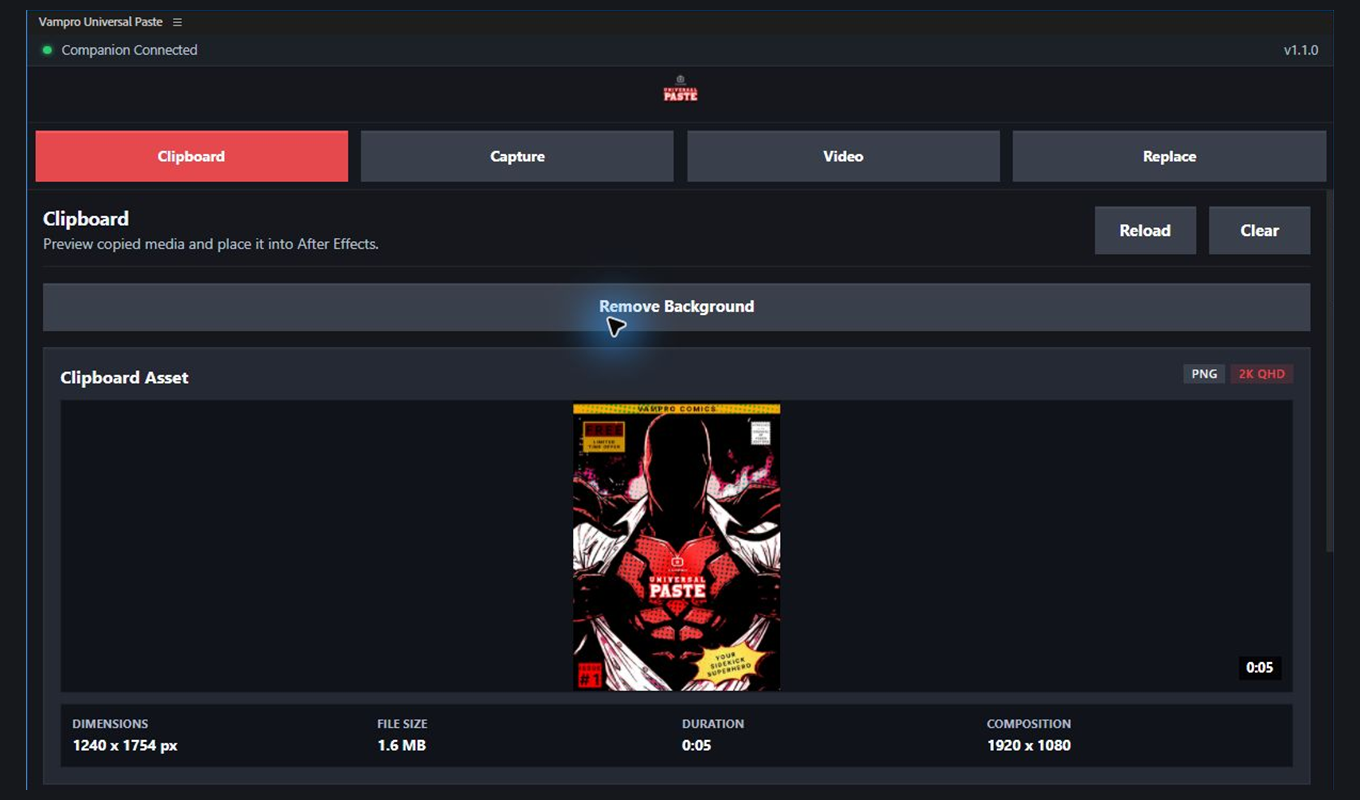 Vampro Universal Paste
Companion Connected
v1.1.0
UNIVERSAL
PASTE
Clipboard
Capture
Video
Replace
Clipboard
Preview copied media and place it into After Effects.
Reload
Clear
Remove Background
Clipboard Asset
PNG
2K QHD
VAMPRO COMICS
FREE
LIMITED
TIME OFFER
UNIVERSAL
PASTE
YOUR
SIDEKICK
SUPERHERO
ISSUE
#1
0:05
DIMENSIONS
FILE SIZE
DURATION
COMPOSITION
1240 x 1754 px
1.6 MB
0:05
1920 x 1080